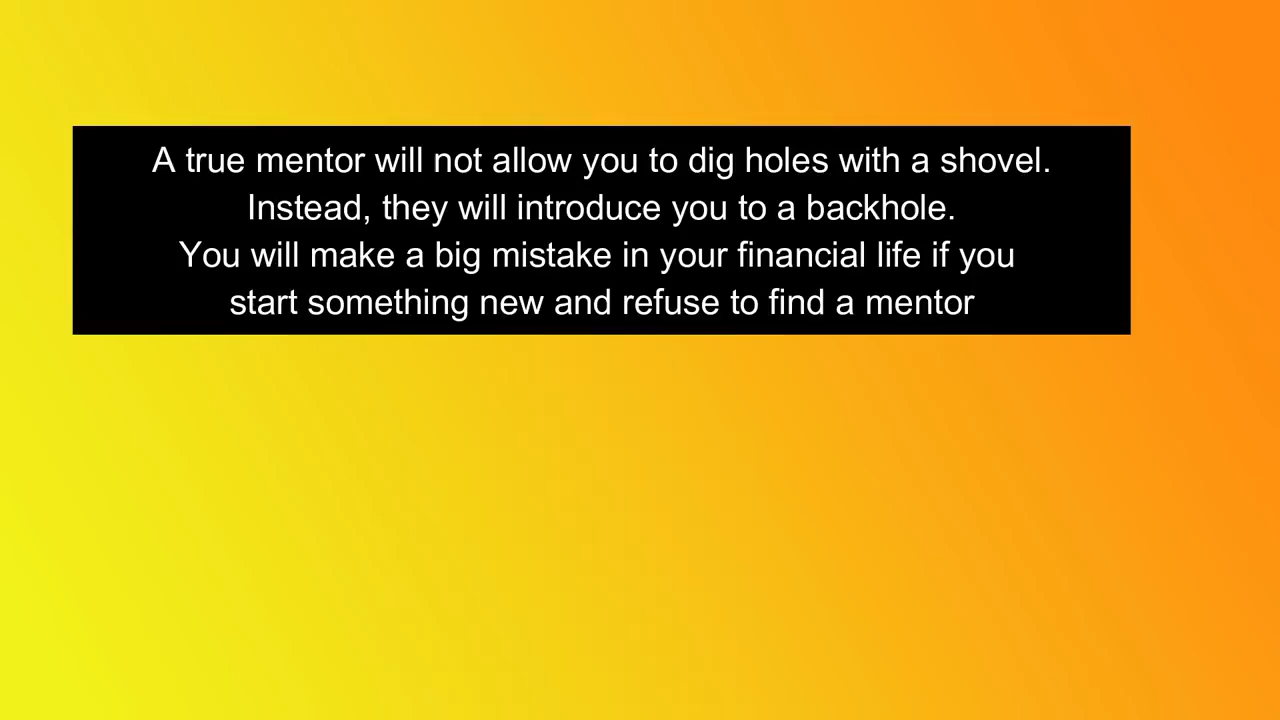 A true mentor will not allow you to dig holes with a shovel.
Instead, they will introduce you to a backhole.
You will make a big mistake in your financial life if you
start something new and refuse to find a mentor